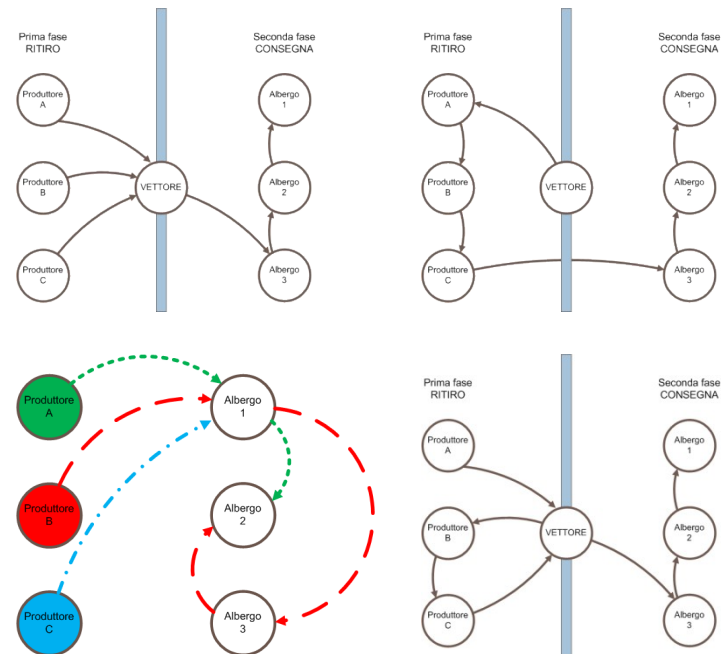 Prima fase
RITIRO
Seconda fase
CONSEGNA
Produttore
A
Albergo
1
Produttore
B
VETTORE
Albergo
2
Produttore
C
Albergo
3
Prima fase
RITIRO
Seconda fase
CONSEGNA
Produttore
A
Albergo
1
Produttore
B
VETTORE
Albergo
2
Produttore
C
Albergo
3
Produttore
A
Albergo
1
Produttore
B
Albergo
2
Produttore
C
Albergo
3
Prima fase
RITIRO
Seconda fase
CONSEGNA
Produttore
A
Albergo
1
Produttore
B
VETTORE
Albergo
2
Produttore
C
Albergo
3